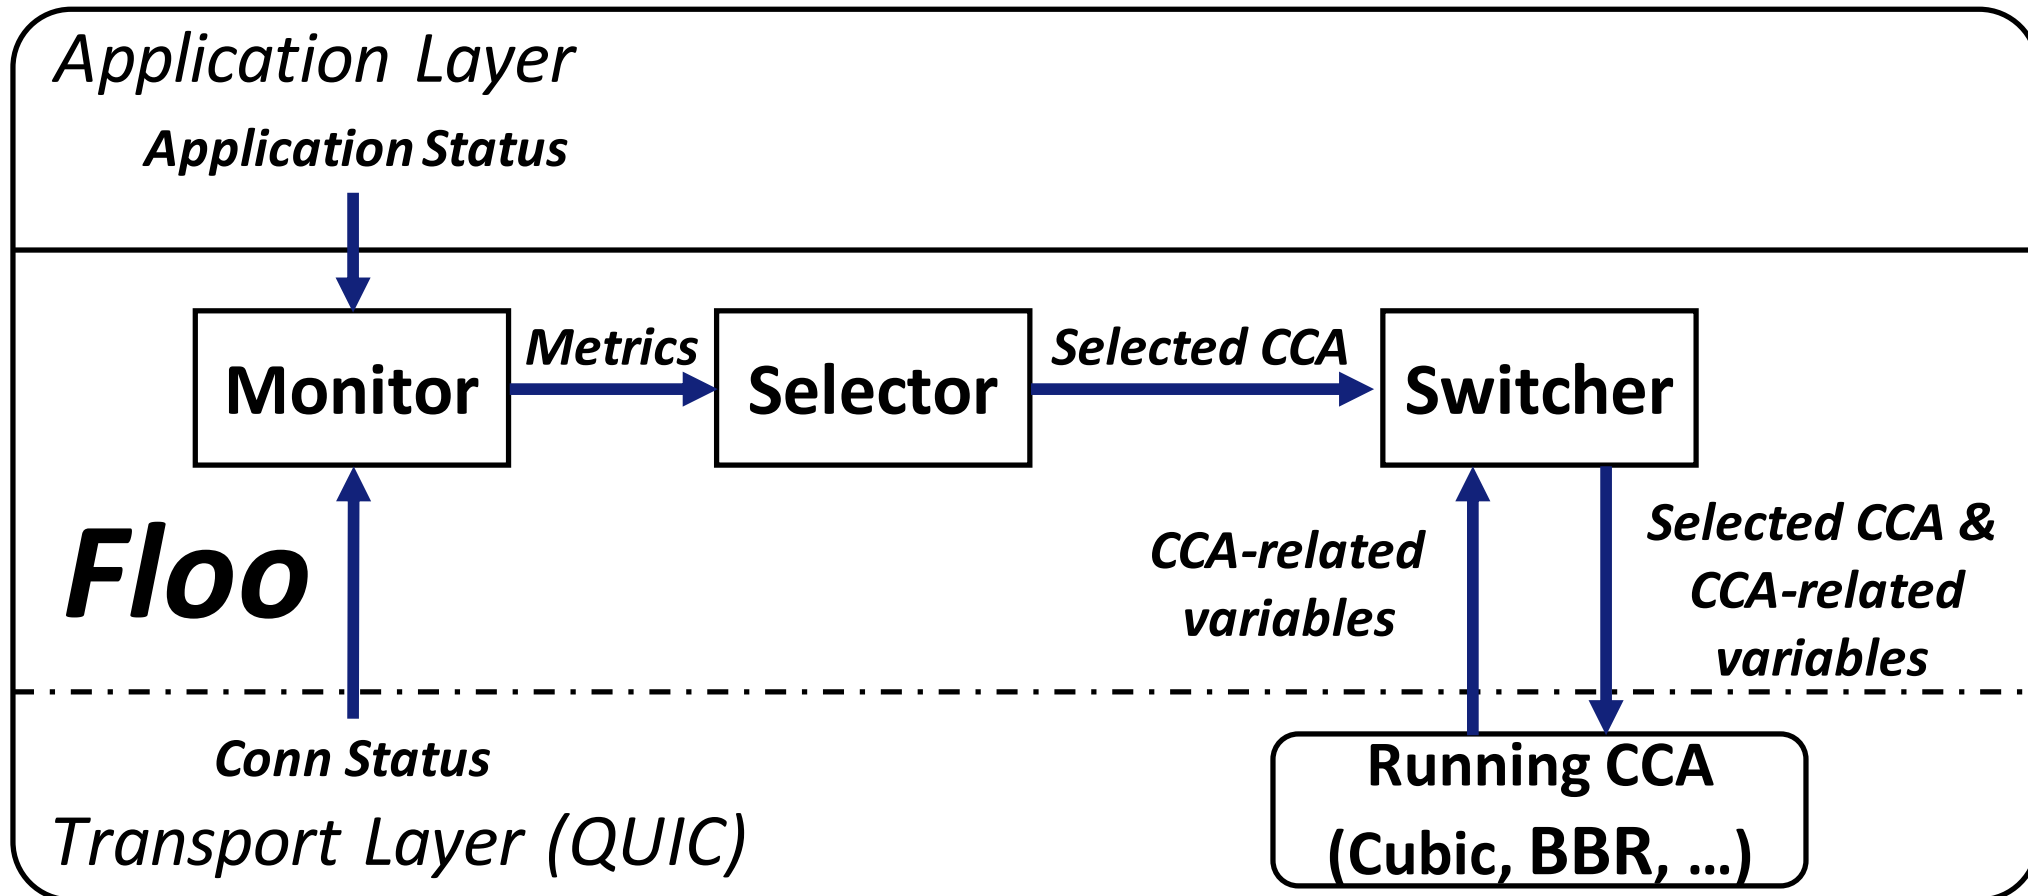 Application Layer
Application Status
Metrics
Selected CCA
Monitor
Selector
Switcher
Floo
CCA-related
variables
Selected CCA &
CCA-related
variables
Conn Status
Transport Layer (QUIC)
Running CCA
(Cubic, BBR, ...)